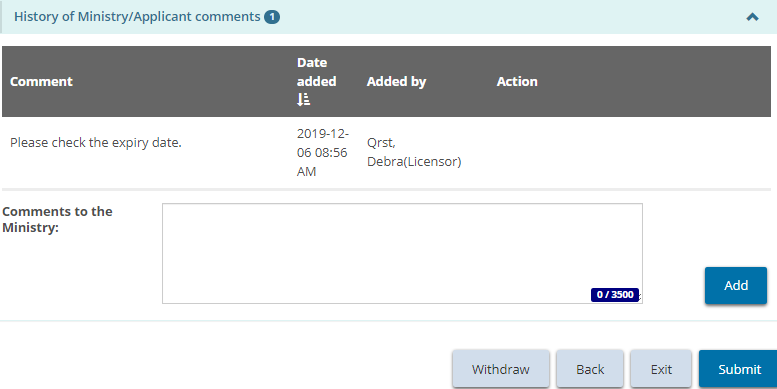 History of Ministry/Applicant comments 1
Comment
Date
added
Added by
Action
Please check the expiry date.
2019-12-
06 08:56
AM
Qrst,
Debra(Licensor)
Comments to the
Ministry:
0 / 3500
Add
Withdraw
Back
Exit
Submit